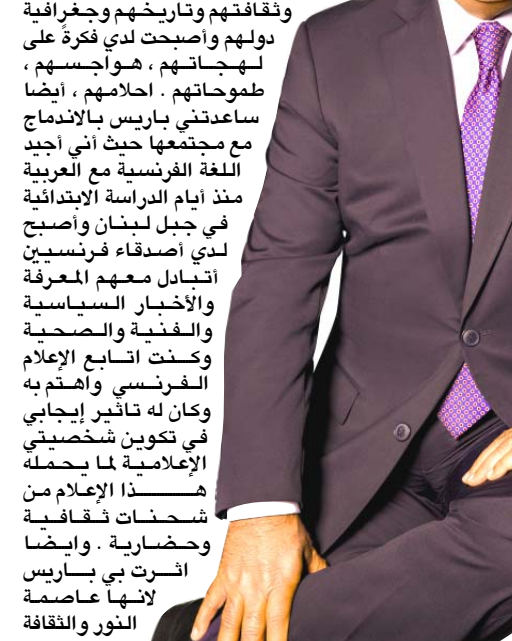 وثقافتهم وتاريخهم وجغرافية
دولهم وأصبحت لدي فكرةً على
لهجاتهم ، هواجسهم ،
طموحاتهم . احلامهم ، أيضا
ساعدتني باريس بالاندماج
مع مجتمعها حيث أني أجيد
اللغة الفرنسية مع العربية
منذ أيام الدراسة الابتدائية
في جبل لبنان وأصبح
لدي أصدقاء فرنسيين
أتبادل معهم المعرفة
والأخبار السياسية
والفنية والصحية
وكنت اتابع الإعلام
الفرنسي واهتم به
وكان له تاثير إيجابي
في تكوين شخصيتي
الإعلامية لما يحمله
هذا الإعلام من
شحنات ثقافية
وحضارية . وايضا
اثرت بي باريس
لانها عاصمة
النور والثقافة